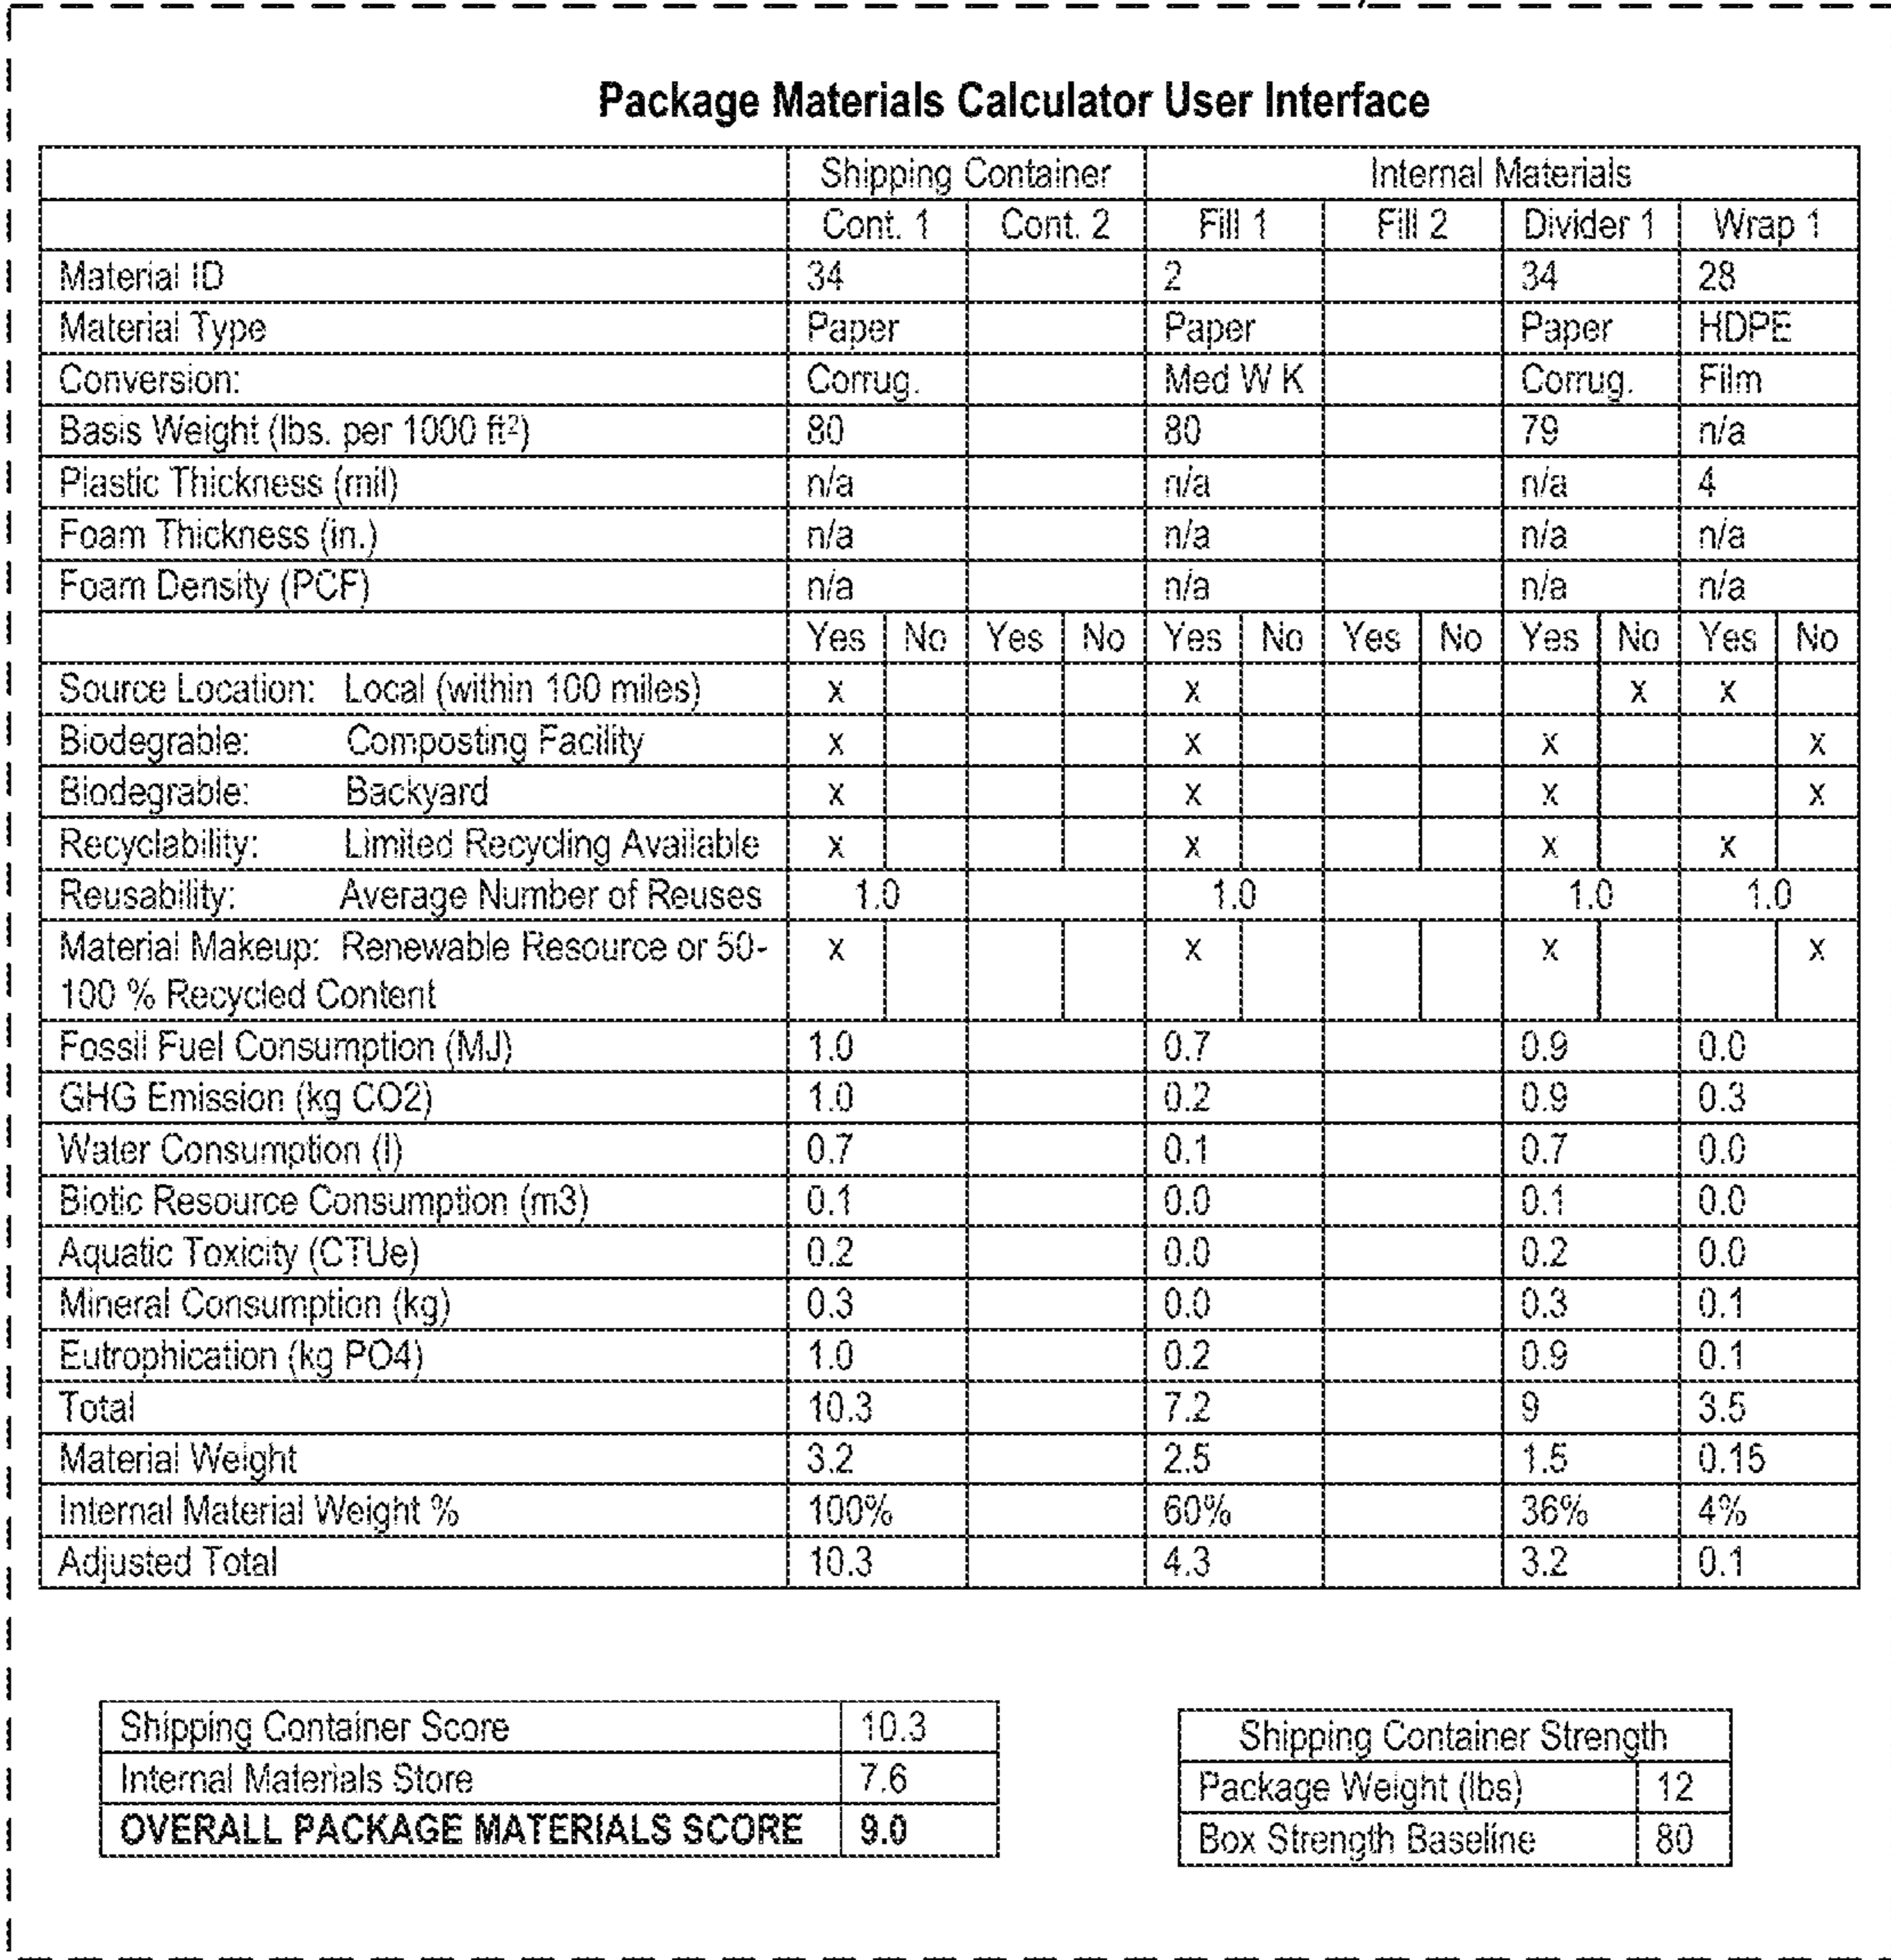 Package Materials Calculator User Interface
Shipping Container Internal Materials
Cont. 1 Cont. 2 Fill 1 Fill 2 Divider 1 Wrap 1
Material ID 34 2 34 28
Material Type Paper Paper Paper HDPE
Conversion: Corrug. Med W K Corrug. Film
Basis Weight (lbs. per 1000 ft²) 80 80 79 n/a
Plastic Thickness (mil) n/a n/a n/a 4
Foam Thickness (in.) n/a n/a n/a n/a
Foam Density (PCF) n/a n/a n/a n/a
Yes No Yes No Yes No Yes No Yes No Yes No
Source Location: Local (within 100 miles) x x x x
Biodegrable: Composting Facility x x x x
Biodegrable: Backyard x x x x
Recyclability: Limited Recycling Available x x x x
Reusability: Average Number of Reuses 1.0 1.0 1.0 1.0
Material Makeup: Renewable Resource or 50- x x x x
100 % Recycled Content
Fossil Fuel Consumption (MJ) 1.0 0.7 0.9 0.0
GHG Emission (kg CO2) 1.0 0.2 0.9 0.3
Water Consumption (l) 0.7 0.1 0.7 0.0
Biotic Resource Consumption (m3) 0.1 0.0 0.1 0.0
Aquatic Toxicity (CTUe) 0.2 0.0 0.2 0.0
Mineral Consumption (kg) 0.3 0.0 0.3 0.1
Eutrophication (kg PO4) 1.0 0.2 0.9 0.1
Total 10.3 7.2 9 3.5
Material Weight 3.2 2.5 1.5 0.15
Internal Material Weight % 100% 60% 36% 4%
Adjusted Total 10.3 4.3 3.2 0.1
Shipping Container Score 10.3
Internal Materials Store 7.6
OVERALL PACKAGE MATERIALS SCORE 9.0
Shipping Container Strength
Package Weight (lbs) 12
Box Strength Baseline 80